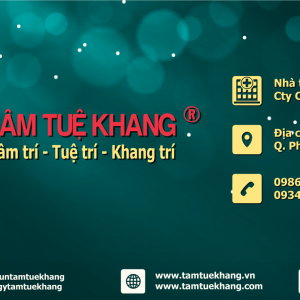 ÂM TUỆ KHANG ®
âm trí - Tuệ trí - Khang trí
Nhà t
Cty C
Địa c
Q. Ph
0986
0934
untamtuekhang
gytamtuekhang
www.tamtuekhang.vn
www.tamtuekhang.com